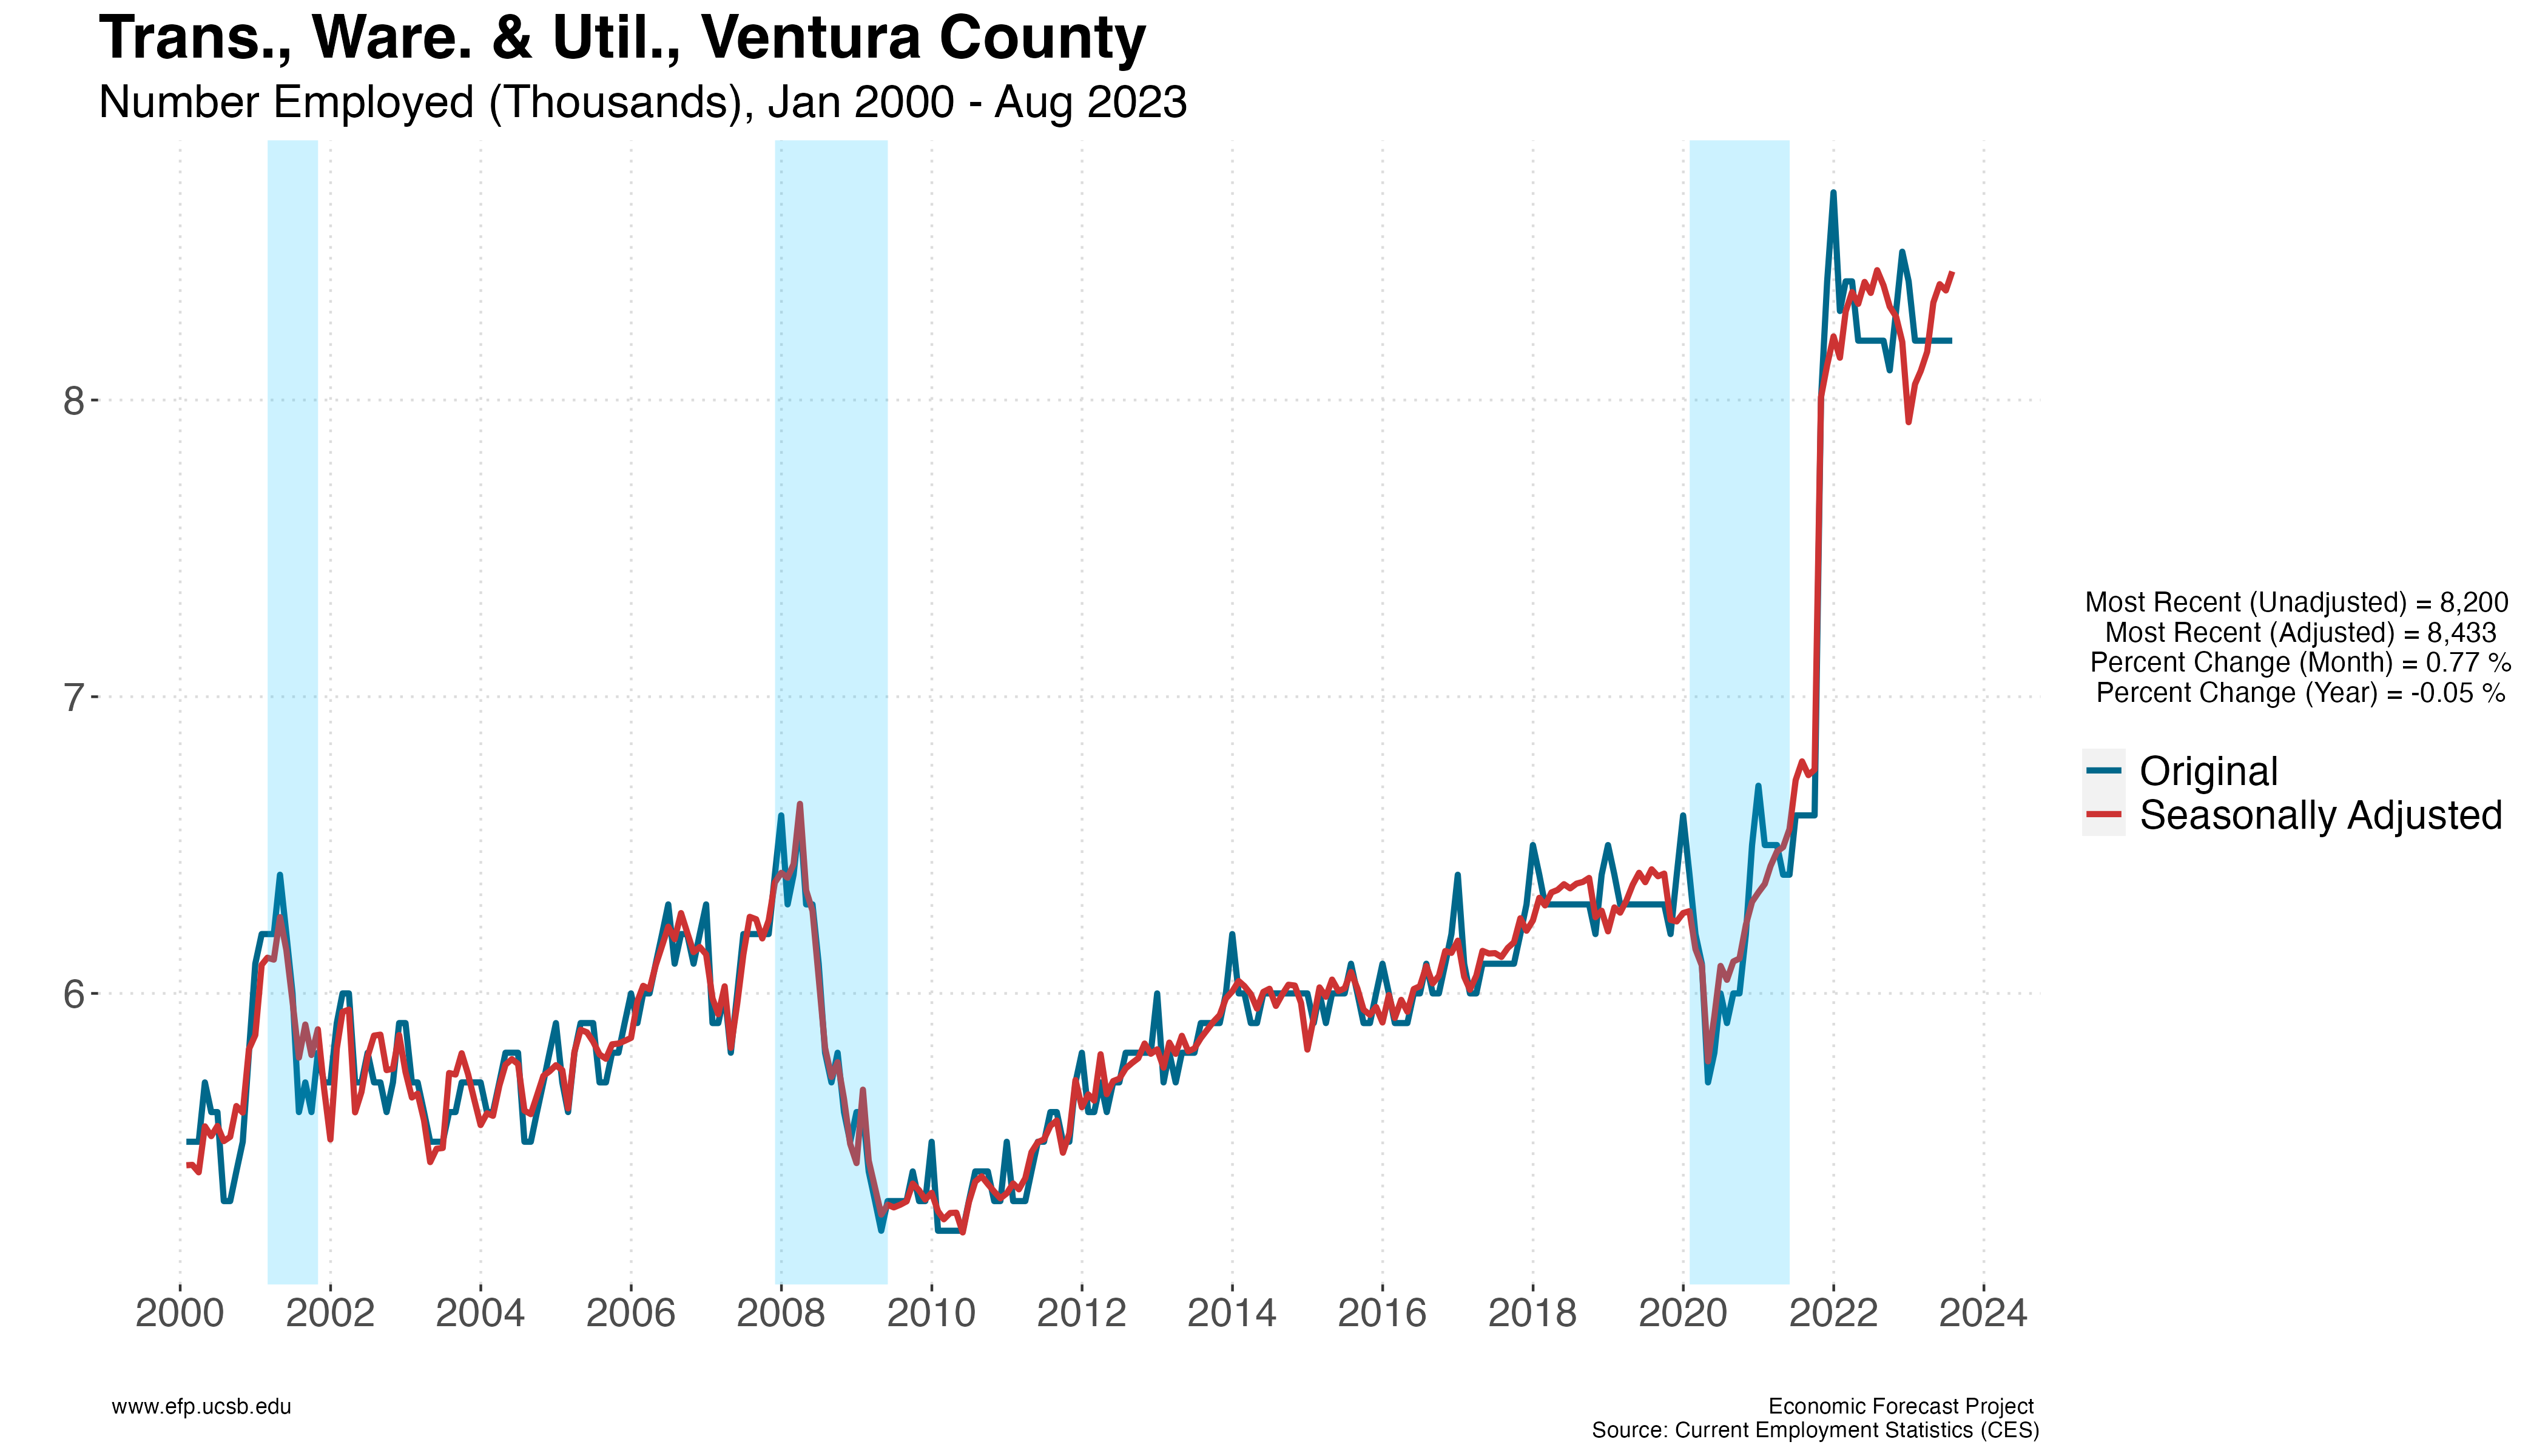 Trans., Ware. & Util., Ventura County
Number Employed (Thousands), Jan 2000 - Aug 2023
8
7
6
2000 2002 2004 2006 2008 2010 2012 2014 2016 2018 2020 2022 2024
Most Recent (Unadjusted) = 8,200
Most Recent (Adjusted) = 8,433
Percent Change (Month) = 0.77 %
Percent Change (Year) = -0.05 %
Original
Seasonally Adjusted
www.efp.ucsb.edu
Economic Forecast Project
Source: Current Employment Statistics (CES)